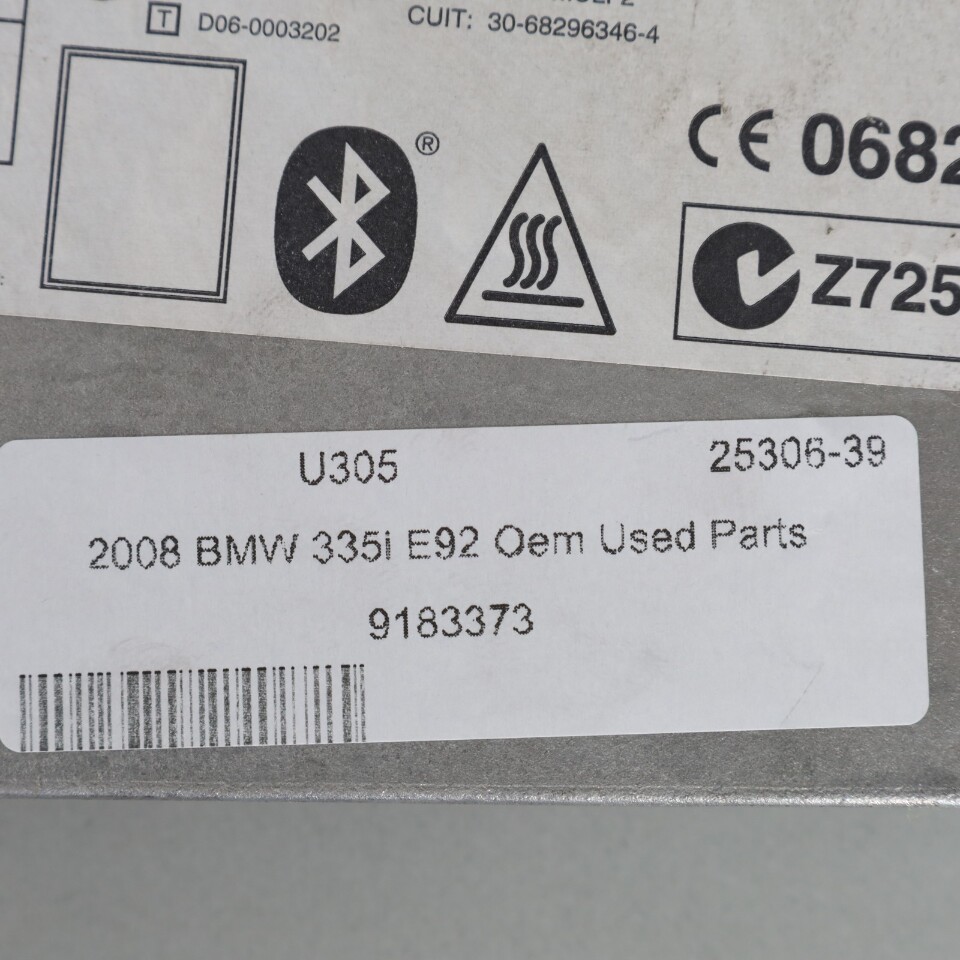 T D06-0003202
CUIT: 30-68296346-4
®
CE 0682
Z725
U305 25306-39
2008 BMW 335i E92 Oem Used Parts
9183373